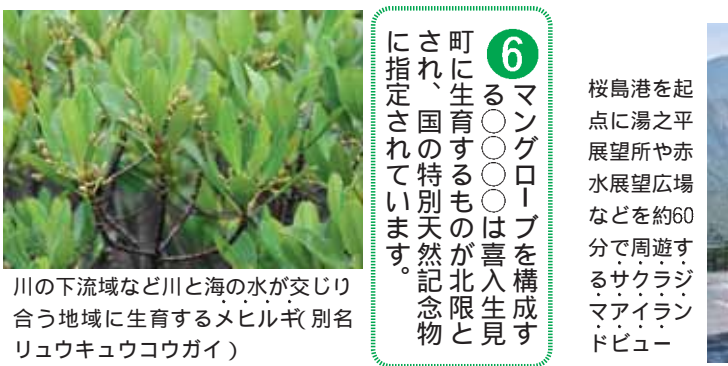 川の下流域など川と海の水が交じり
合う地域に生育するメヒルギ(別名
リュウキュウコウガイ)
6
マングローブを構成す
る○○○○は喜入生見
町に生育するものが北限と
され、国の特別天然記念物
に指定されています。
桜島港を起
点に湯之平
展望所や赤
水展望広場
などを約60
分で周遊す
るサクラジ
マアイラン
ドビュー